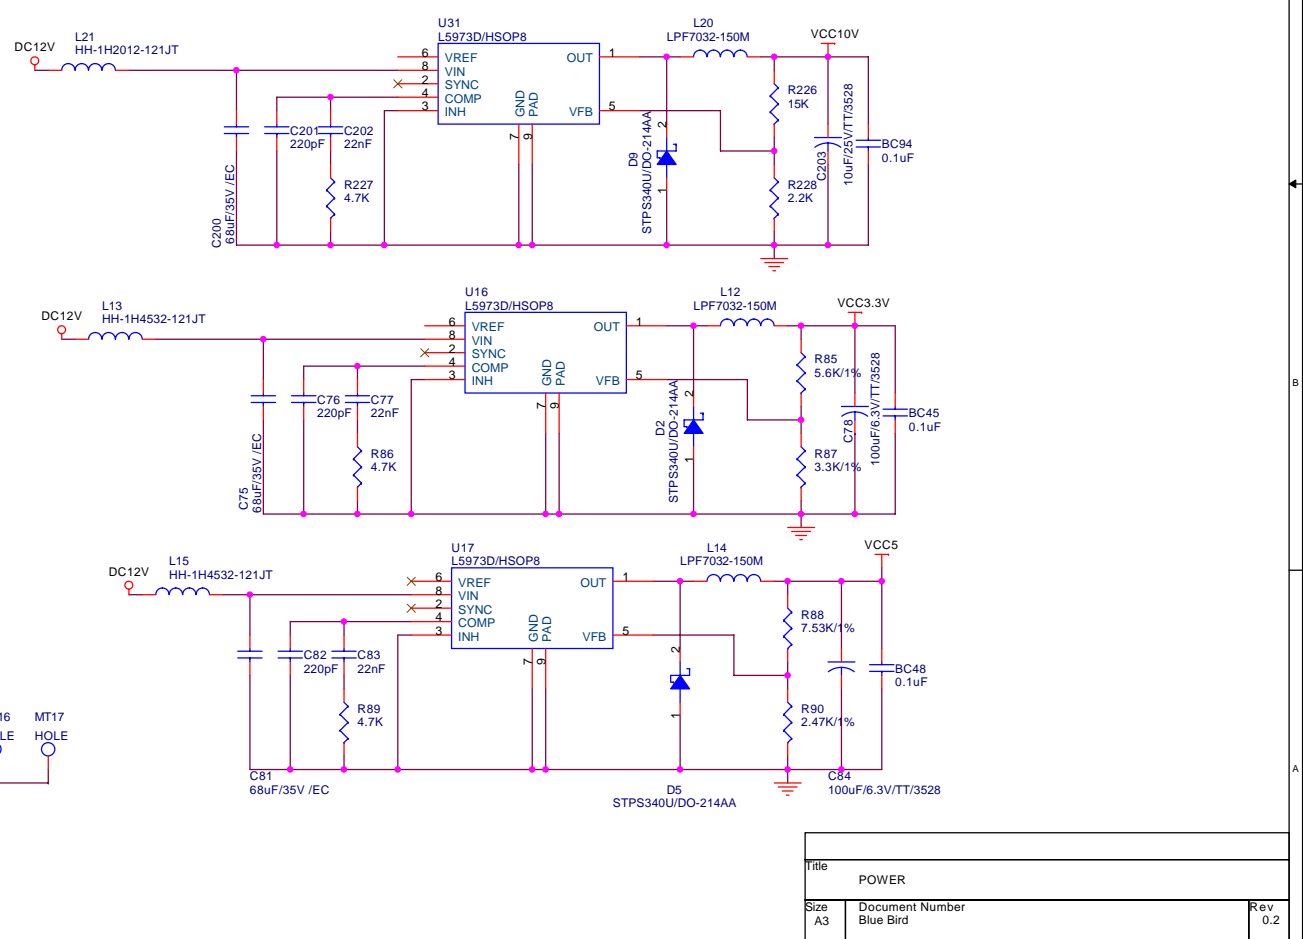 DC12V
L21
HH-1H2012-121JT
U31
L5973D/HSOP8
6
8
2
4
3
VREF
VIN
SYNC
COMP
INH
GND
PAD
OUT
VFB
1
5
7
9
L20
LPF7032-150M
VCC10V
C200
68uF/35V /EC
C201
220pF
C202
22nF
R227
4.7K
D9
STPS340U/DO-214AA
2
1
R226
15K
R228
2.2K
C203
10uF/25V/TT/3528
BC94
0.1uF
DC12V
L13
HH-1H4532-121JT
U16
L5973D/HSOP8
6
8
2
4
3
VREF
VIN
SYNC
COMP
INH
GND
PAD
OUT
VFB
1
5
7
9
L12
LPF7032-150M
VCC3.3V
C75
68uF/35V /EC
C76
220pF
C77
22nF
R86
4.7K
D2
STPS340U/DO-214AA
2
1
R85
5.6K/1%
R87
3.3K/1%
C78
100uF/6.3V/TT/3528
BC45
0.1uF
B
DC12V
L15
HH-1H4532-121JT
U17
L5973D/HSOP8
6
8
2
4
3
VREF
VIN
SYNC
COMP
INH
GND
PAD
OUT
VFB
1
5
7
9
L14
LPF7032-150M
VCC5
C81
68uF/35V /EC
C82
220pF
C83
22nF
R89
4.7K
D5
STPS340U/DO-214AA
2
1
R88
7.53K/1%
R90
2.47K/1%
C84
100uF/6.3V/TT/3528
BC48
0.1uF
A
16
LE
MT17
HOLE
Title
POWER
Size
A3
Document Number
Blue Bird
Rev
0.2